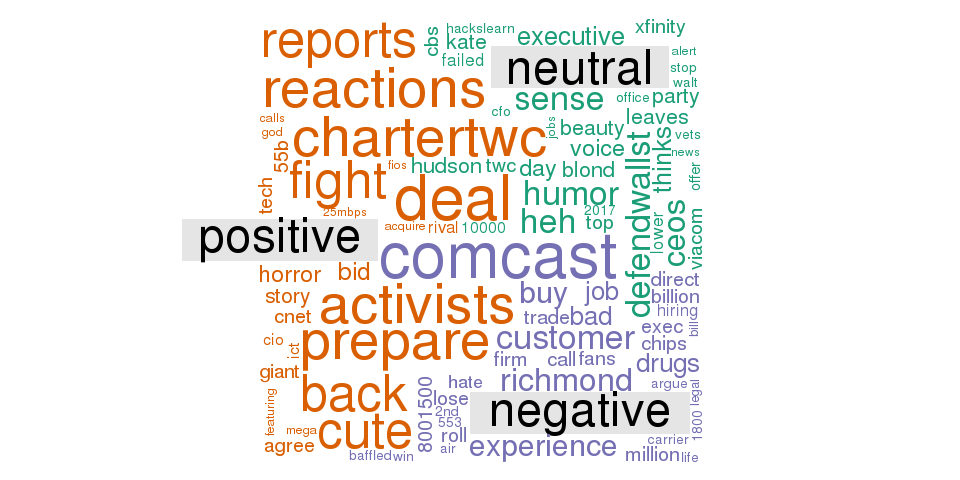 reports
cbs
hackslearn
kate
failed
executive
xfinity
neutral
alert
stop
walt
reactions
sense
office
party
cfo
leaves
calls
god
chartertwc
jobs
beauty
voice
vets
news
55b
fight
fios
hudson
twc
day
blond
defendwallst
thinks
offer
tech
25mbps
deal
humor
heh
2017
top
lower
ceos
viacom
acquire
rival
10000
positive
comcast
horror
bid
direct
story
activists
buy
job
billion
hiring
cnet
trade
bad
bill
cio
ict
prepare
customer
exec
chips
firm
call
fans
drugs
giant
back
8001500
hate
richmond
argue
legal
lose
2nd
negative
featuring
mega
cute
553
roll
1800
agree
air
experience
carrier
baffled
win
million
life